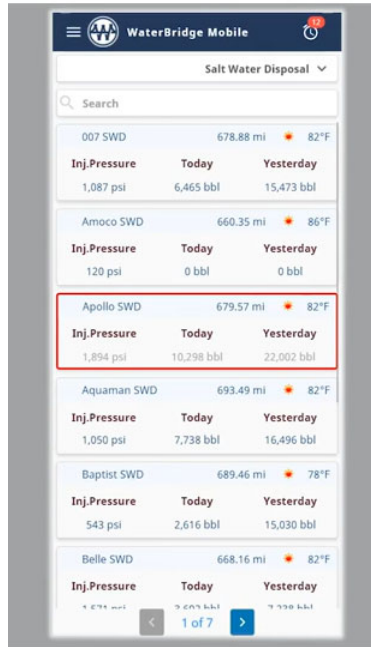 12
WaterBridge Mobile
Salt Water Disposal
Search
007 SWD 678.88 mi 82°F
Inj.Pressure Today Yesterday
1,087 psi 6,465 bbl 15,473 bbl
Amoco SWD 660.35 mi 86°F
Inj.Pressure Today Yesterday
120 psi 0 bbl 0 bbl
Apollo SWD 679.57 mi 82°F
Inj.Pressure Today Yesterday
1,894 psi 10,298 bbl 22,002 bbl
Aquaman SWD 693.49 mi 82°F
Inj.Pressure Today Yesterday
1,050 psi 7,738 bbl 16,496 bbl
Baptist SWD 689.46 mi 78°F
Inj.Pressure Today Yesterday
543 psi 2,616 bbl 15,030 bbl
Belle SWD 668.16 mi 82°F
Inj.Pressure Today Yesterday
1 of 7